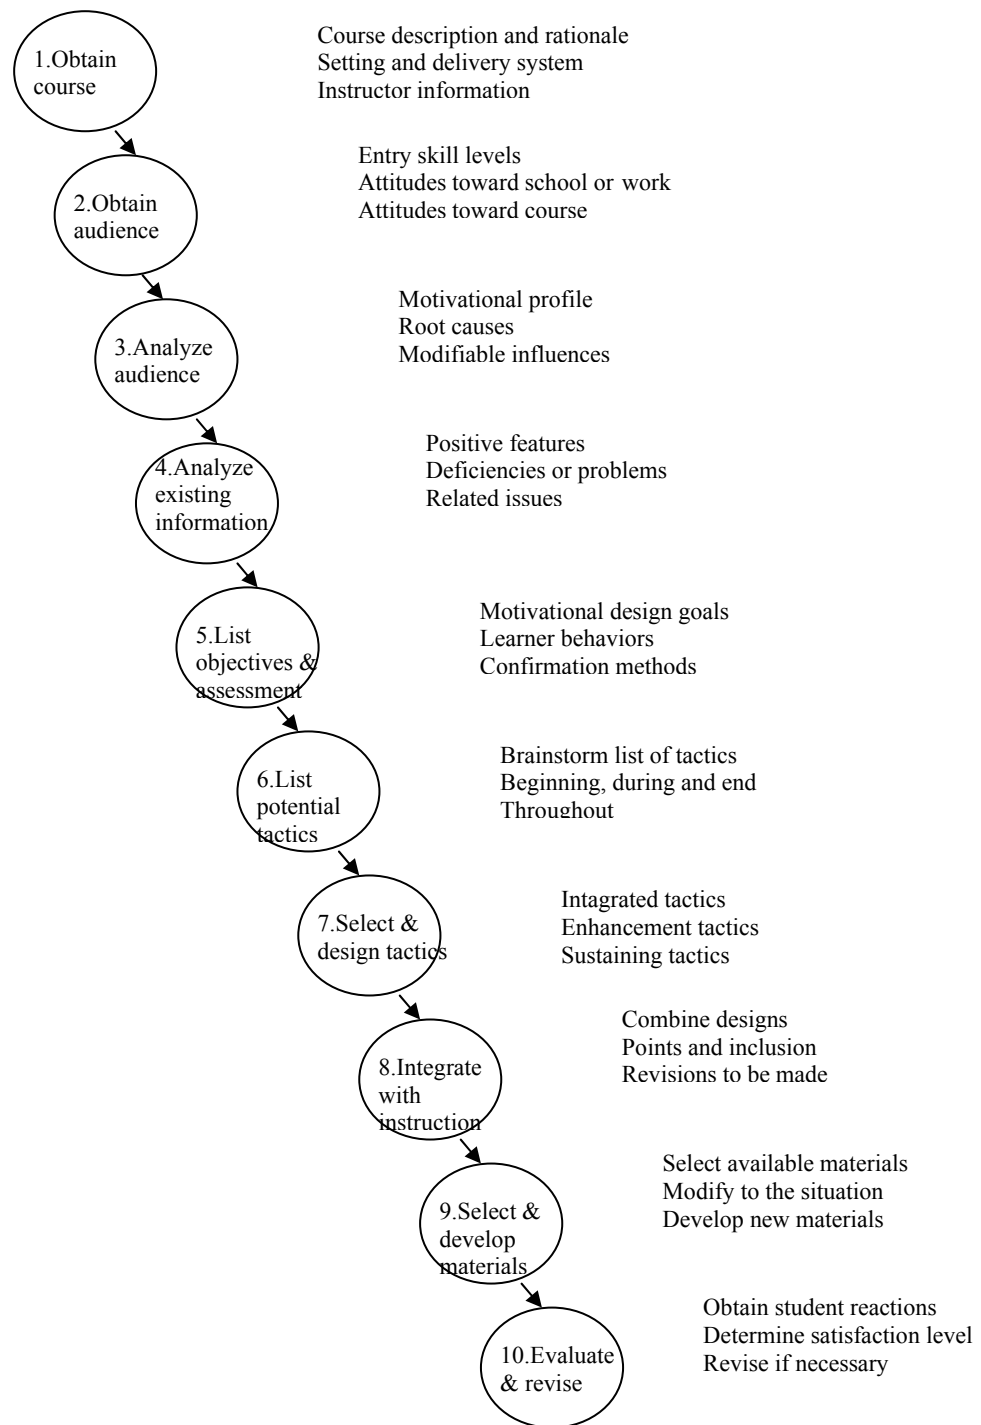 1.Obtain
course
Course description and rationale
Setting and delivery system
Instructor information
2.Obtain
audience
Entry skill levels
Attitudes toward school or work
Attitudes toward course
3.Analyze
audience
Motivational profile
Root causes
Modifiable influences
4.Analyze
existing
information
Positive features
Deficiencies or problems
Related issues
5.List
objectives &
assessment
Motivational design goals
Learner behaviors
Confirmation methods
6.List
potential
tactics
Brainstorm list of tactics
Beginning, during and end
Throughout
7.Select &
design tactics
Intagrated tactics
Enhancement tactics
Sustaining tactics
8.Integrate
with
instruction
Combine designs
Points and inclusion
Revisions to be made
9.Select &
develop
materials
Select available materials
Modify to the situation
Develop new materials
10.Evaluate
& revise
Obtain student reactions
Determine satisfaction level
Revise if necessary